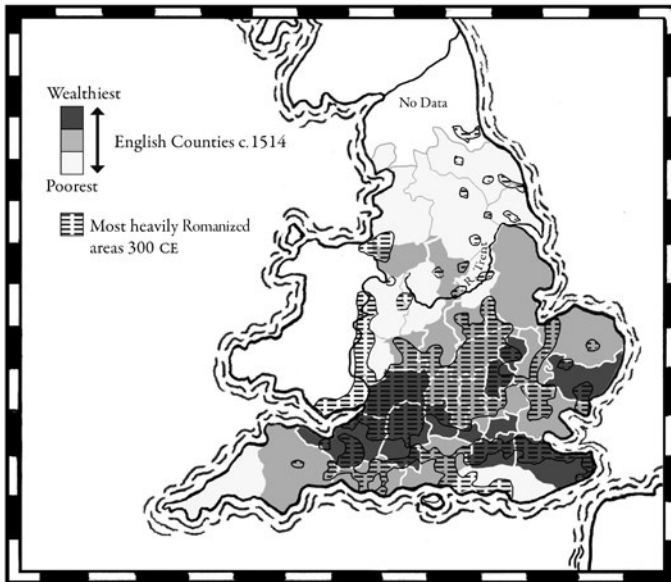 No Data
Wealthiest
English Counties c.1514
Poorest
Most heavily Romanized
areas 300 CE
R. Trent